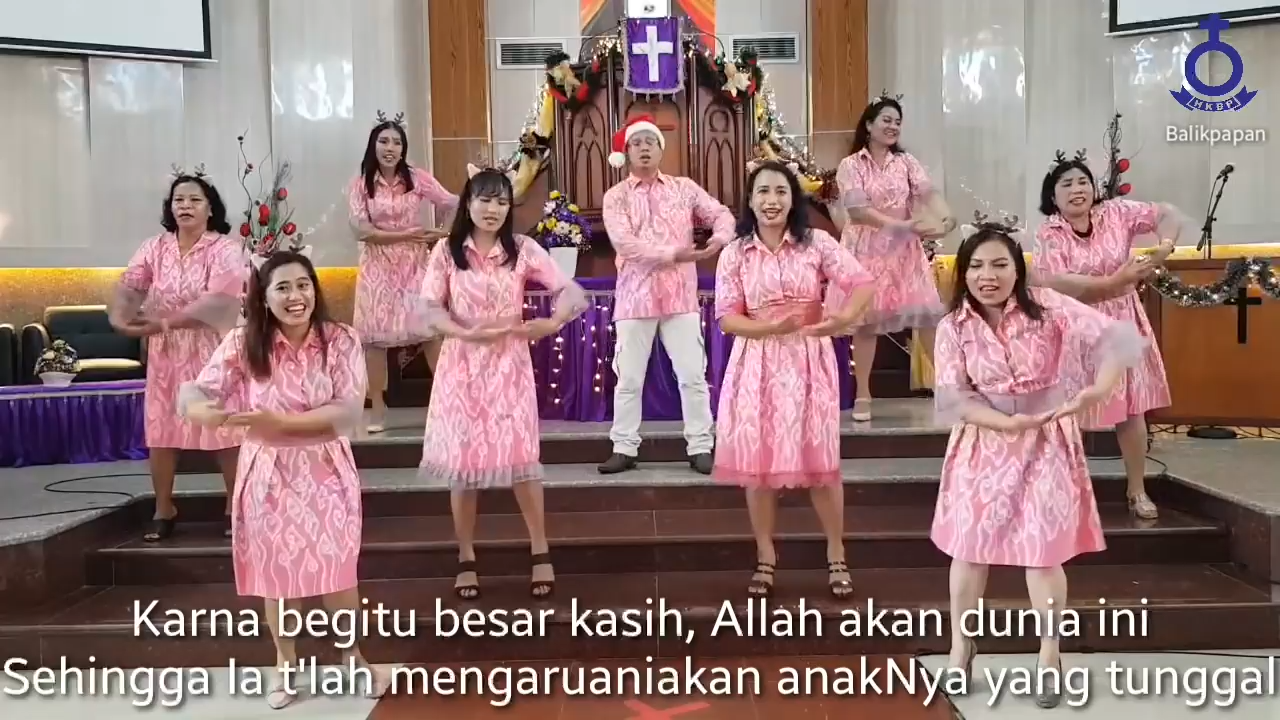 HKBP
Balikpapan
Karna begitu besar kasih, Allah akan dunia ini
Sehingga Ia t'lah mengaruaniakan anakNya yang tunggal